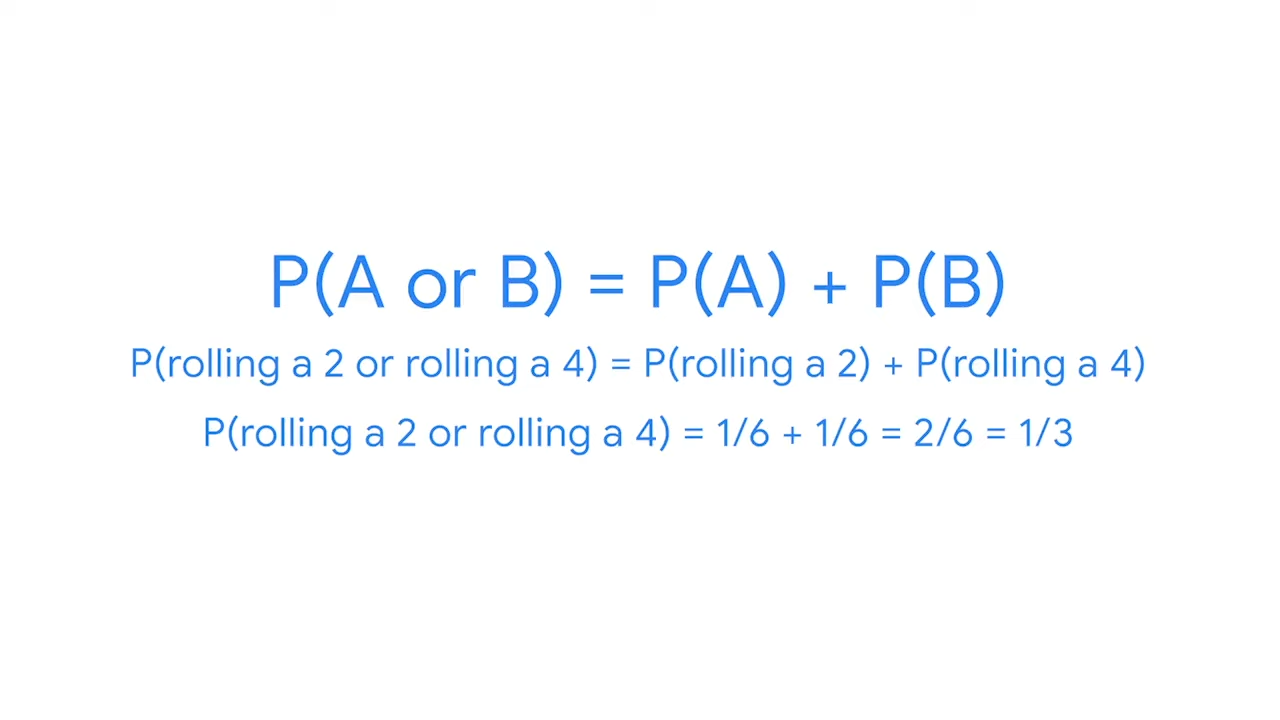 P(A or B) = P(A) + P(B)
P(rolling a 2 or rolling a 4) = P(rolling a 2) + P(rolling a 4)
P(rolling a 2 or rolling a 4) = 1/6 + 1/6 = 2/6 = 1/3